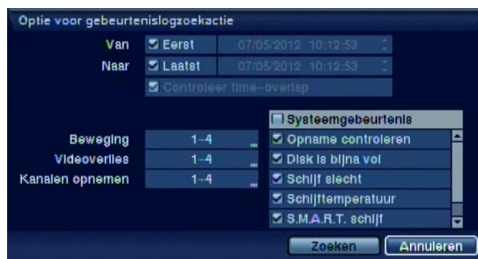 Optie voor gebeurtenislogzoekactie
Van Eerst 07/05/2012 10:12:53
Naar Laatst 07/05/2012 10:12:53
Controleer time-overlap
Systeemgebeurtenis
Beweging 1~4 Opname controleren
Videoverlies 1~4 Disk is bijna vol
Kanalen opnemen 1~4 Schijf slecht
Schijftemperatuur
S.M.A.R.T. schijf
Zoeken Annuleren